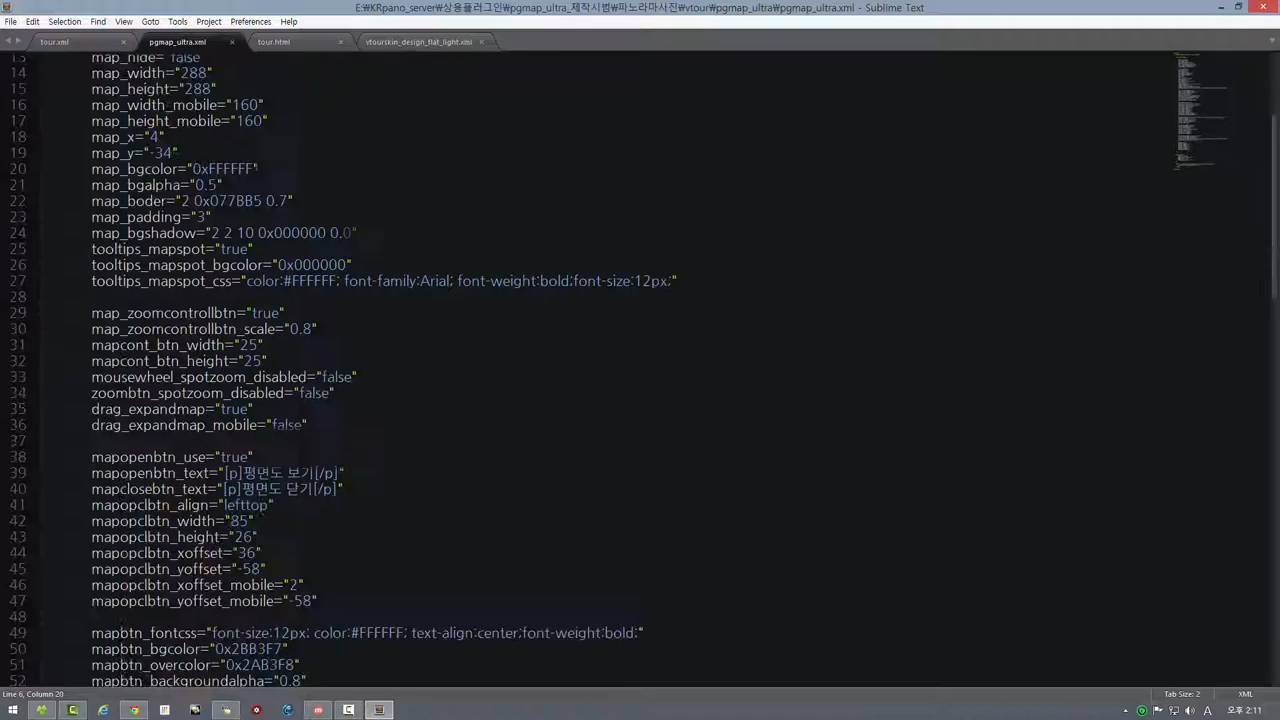 E:₩KRpano_server₩상용플러그인₩pgmap_ultra_제작시범₩파노라마사진₩vtour₩pgmap_ultra₩pgmap_ultra.xml - Sublime Text
File Edit Selection Find View Goto Tools Project Preferences Help
tour.xml × pgmap_ultra.xml × tour.html × vtourskin_design_flat_light.xml ×
13 map_hide="false"
14 map_width="288"
15 map_height="288"
16 map_width_mobile="160"
17 map_height_mobile="160"
18 map_x="4"
19 map_y="-34"
20 map_bgcolor="0xFFFFFF"
21 map_bgalpha="0.5"
22 map_boder="2 0x077BB5 0.7"
23 map_padding="3"
24 map_bgshadow="2 2 10 0x000000 0.0"
25 tooltips_mapspot="true"
26 tooltips_mapspot_bgcolor="0x000000"
27 tooltips_mapspot_css="color:#FFFFFF; font-family:Arial; font-weight:bold;font-size:12px;"
28
29 map_zoomcontrollbtn="true"
30 map_zoomcontrollbtn_scale="0.8"
31 mapcont_btn_width="25"
32 mapcont_btn_height="25"
33 mousewheel_spotzoom_disabled="false"
34 zoombtn_spotzoom_disabled="false"
35 drag_expandmap="true"
36 drag_expandmap_mobile="false"
37
38 mapopenbtn_use="true"
39 mapopenbtn_text="[p]평면도 보기[/p]"
40 mapclosebtn_text="[p]평면도 닫기[/p]"
41 mapopclbtn_align="lefttop"
42 mapopclbtn_width="85"
43 mapopclbtn_height="26"
44 mapopclbtn_xoffset="36"
45 mapopclbtn_yoffset="-58"
46 mapopclbtn_xoffset_mobile="2"
47 mapopclbtn_yoffset_mobile="-58"
48
49 mapbtn_fontcss="font-size:12px; color:#FFFFFF; text-align:center;font-weight:bold;"
50 mapbtn_bgcolor="0x2BB3F7"
51 mapbtn_overcolor="0x2AB3F8"
52 mapbtn_backgroundalpha="0.8"
Line 6, Column 20 Tab Size: 2 XML
A 오후 2:11